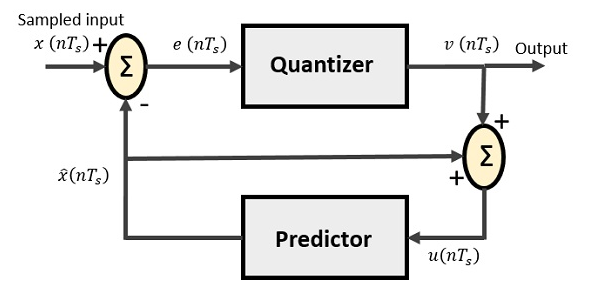 Sampled input
x (nTₛ) +
Σ
e (nTₛ)
Quantizer
v (nTₛ)
Output
-
+
x̂(nTₛ)
+
Σ
Predictor
u(nTₛ)